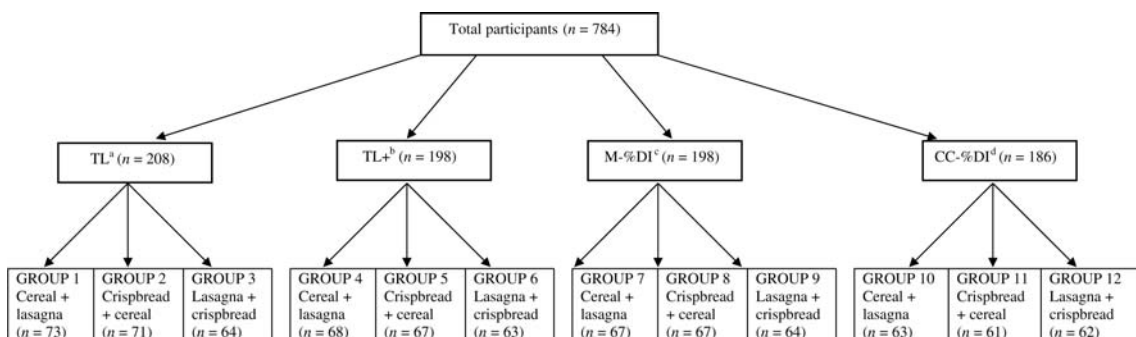 Total participants (n = 784)
TLᵃ (n = 208)
TL+ᵇ (n = 198)
M-%DIᶜ (n = 198)
CC-%DIᵈ (n = 186)
GROUP 1
Cereal +
lasagna
(n = 73)
GROUP 2
Crispbread
+ cereal
(n = 71)
GROUP 3
Lasagna +
crispbread
(n = 64)
GROUP 4
Cereal +
lasagna
(n = 68)
GROUP 5
Crispbread
+ cereal
(n = 67)
GROUP 6
Lasagna +
crispbread
(n = 63)
GROUP 7
Cereal +
lasagna
(n = 67)
GROUP 8
Crispbread
+ cereal
(n = 67)
GROUP 9
Lasagna +
crispbread
(n = 64)
GROUP 10
Cereal +
lasagna
(n = 63)
GROUP 11
Crispbread
+ cereal
(n = 61)
GROUP 12
Lasagna +
crispbread
(n = 62)